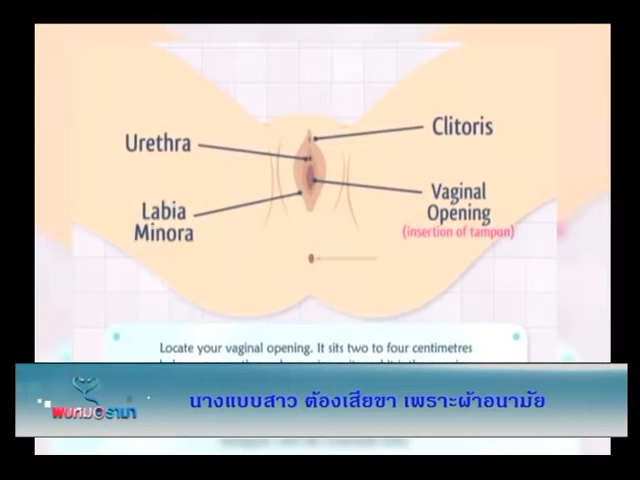 Clitoris
Urethra
Vaginal
Opening
(insertion of tampon)
Labia
Minora
Locate your vaginal opening. It sits two to four centimetres
พบหมอรามา
นางแบบสาว ต้องเสียขา เพราะผ้าอนามัย